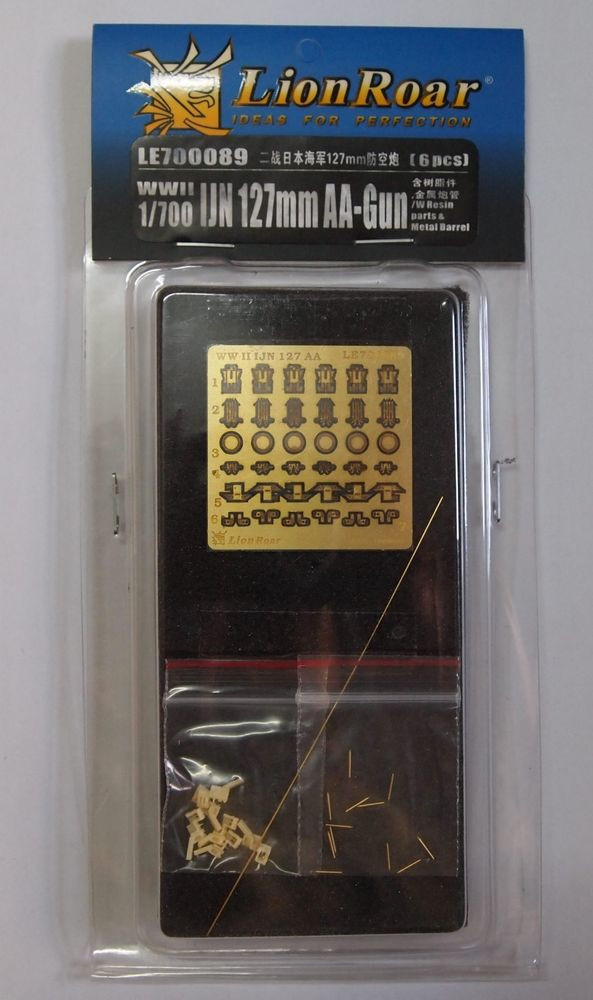 LionRoar®
IDEAS FOR PERFECTION
LE700089 二战日本海军127mm防空炮 (6pcs)
WWII
1/700
IJN 127mm AA-Gun
含树脂件
,金属炮管
/W Resin
parts &
Metal Barrel
WW II IJN 127 AA
1
2
3
4
5
6
LionRoar